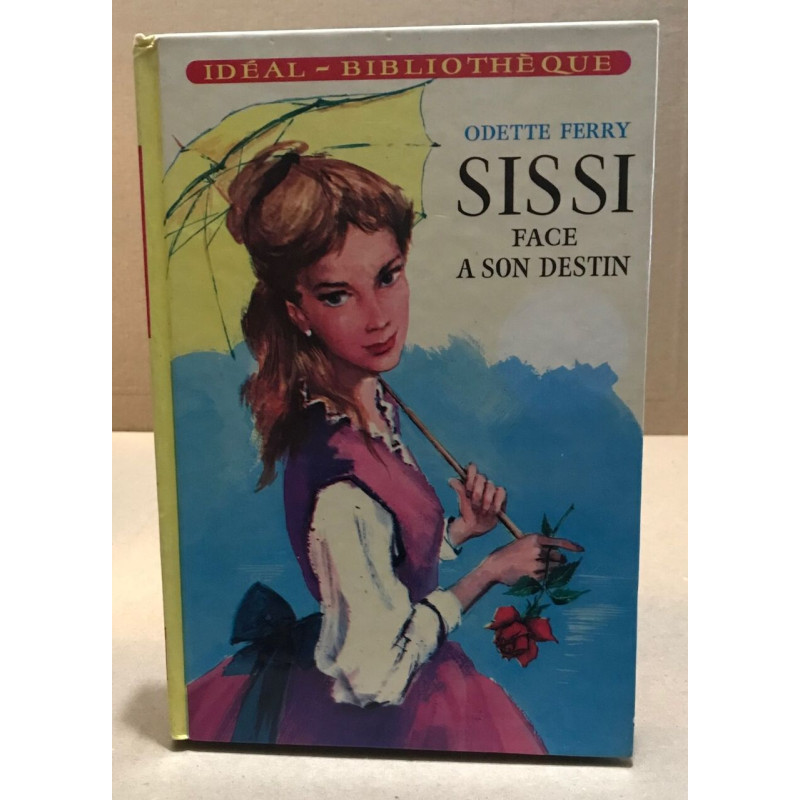 IDÉAL - BIBLIOTHÈQUE
ODETTE FERRY
SISSI
FACE
A SON DESTIN